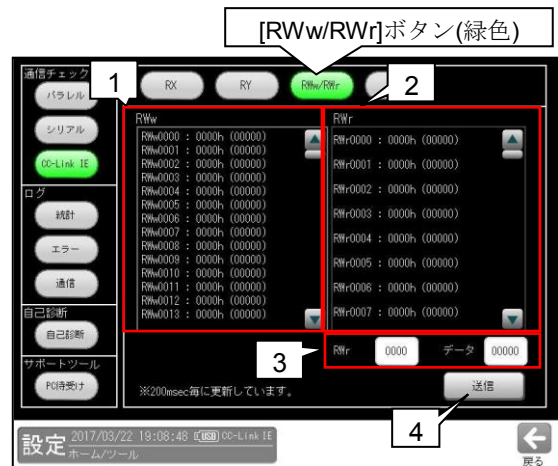 [RWw/RWr]ボタン(緑色)
通信チェック
1
2
パラレル
RX
RY
RWw/RWr
シリアル
CC-Link IE
RWw
RWw0000 : 0000h (00000)
RWw0001 : 0000h (00000)
RWw0002 : 0000h (00000)
RWw0003 : 0000h (00000)
RWw0004 : 0000h (00000)
RWw0005 : 0000h (00000)
RWw0006 : 0000h (00000)
RWw0007 : 0000h (00000)
RWw0008 : 0000h (00000)
RWw0009 : 0000h (00000)
RWw0010 : 0000h (00000)
RWw0011 : 0000h (00000)
RWw0012 : 0000h (00000)
RWw0013 : 0000h (00000)
RWr
RWr0000 : 0000h (00000)
RWr0001 : 0000h (00000)
RWr0002 : 0000h (00000)
RWr0003 : 0000h (00000)
RWr0004 : 0000h (00000)
RWr0005 : 0000h (00000)
RWr0006 : 0000h (00000)
RWr0007 : 0000h (00000)
ログ
統計
エラー
通信
自己診断
自己診断
サポートツール
PC待受け
3
RWr 0000 データ 00000
※200msec毎に更新しています。
送信
4
設定 2017/03/22 19:08:48 [USB] CC-Link IE
ホーム/ツール
戻る